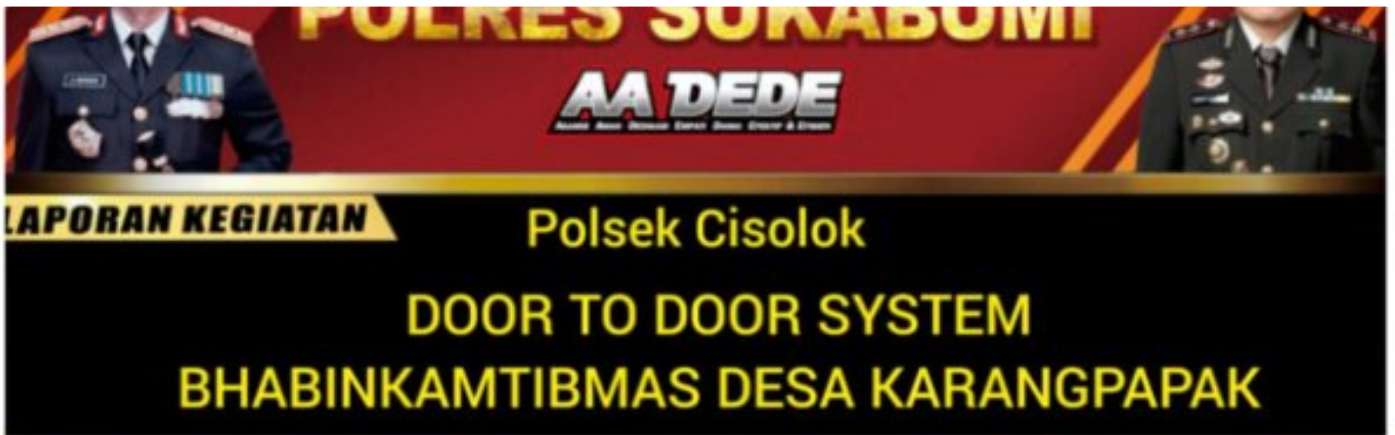 POLRES SUKABUMI
AA DEDE
LAPORAN KEGIATAN
Polsek Cisolok
DOOR TO DOOR SYSTEM
BHABINKAMTIBMAS DESA KARANGPAPAK